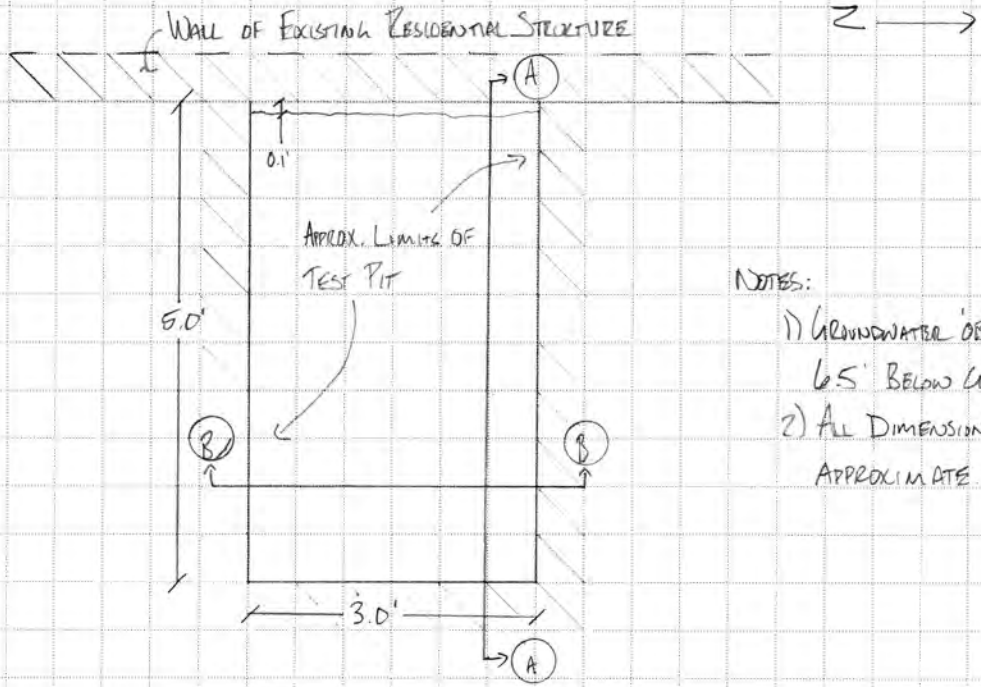 WALL OF EXISTING RESIDENTIAL STRUCTURE
Z
A
0.1'
APPROX. LIMITS OF
TEST PIT
5.0'
NOTES:
1) GROUNDWATER
6.5' BELOW
2) ALL DIMENSION
APPROXIMATE
B
B
3.0'
A